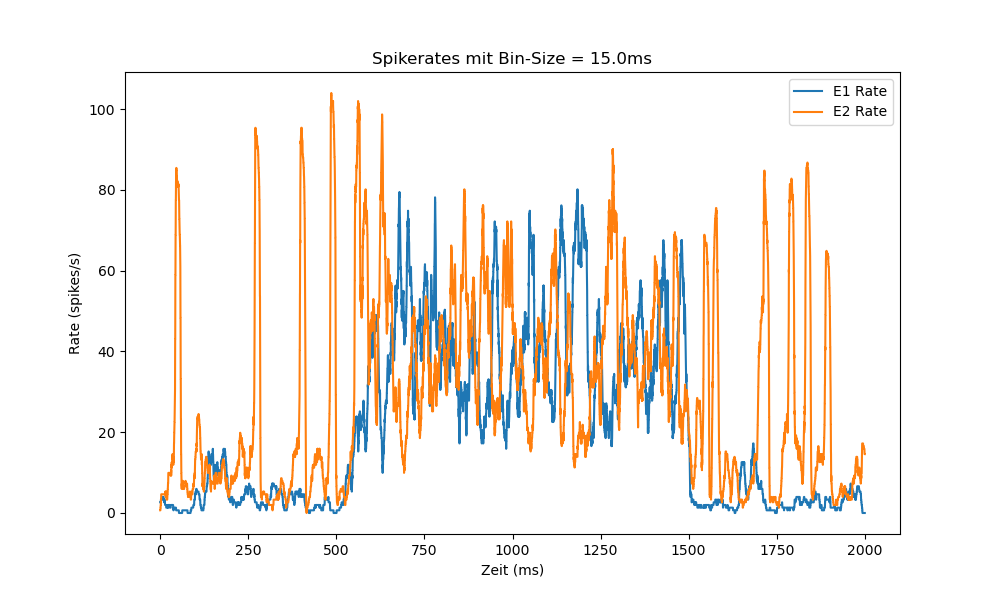 Spikerates mit Bin-Size = 15.0ms
E1 Rate
E2 Rate
Rate (spikes/s)
100
80
60
40
20
0
0 250 500 750 1000 1250 1500 1750 2000
Zeit (ms)